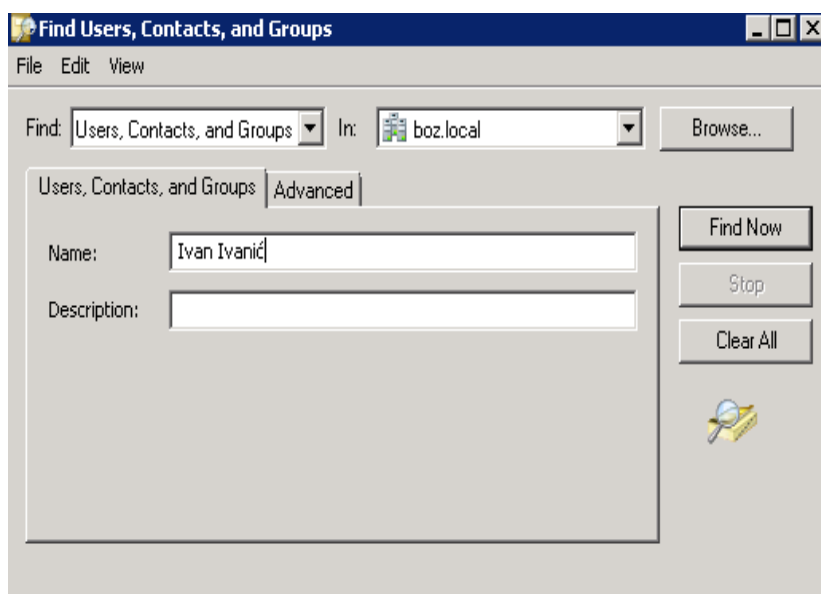 Find Users, Contacts, and Groups
File Edit View
Find: Users, Contacts, and Groups In: boz.local Browse...
Users, Contacts, and Groups Advanced
Find Now
Name: Ivan Ivanić
Stop
Description:
Clear All